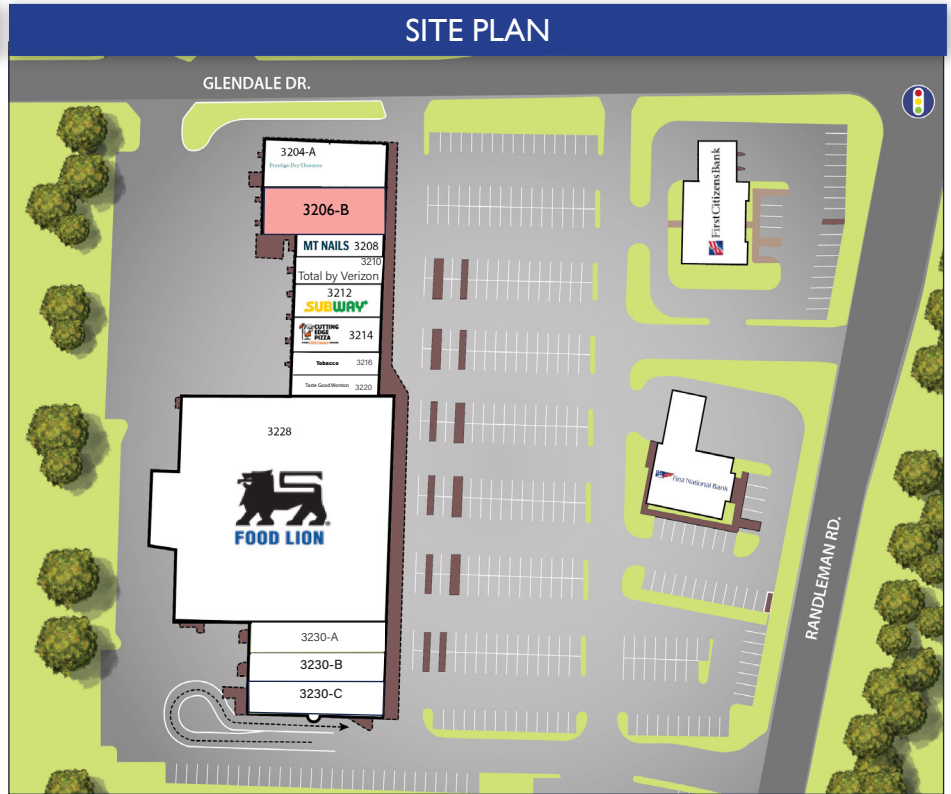 SITE PLAN
GLENDALE DR.
3204-A
Prestige Dry Cleaners
3206-B
MT NAILS 3208
3210
Total by Verizon
3212
SUBWAY
CUTTING
EDGE
PIZZA
3214
Tobacco 3216
Taste Good Wonton 3220
3228
FOOD LION
3230-A
3230-B
3230-C
First Citizens Bank
First National Bank
RANDLEMAN RD.